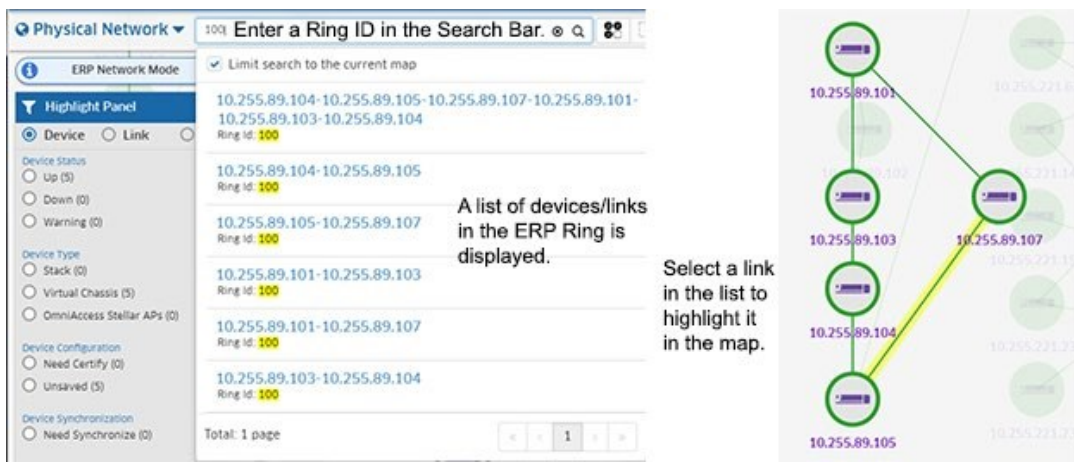 Physical Network
100 Enter a Ring ID in the Search Bar.
ERP Network Mode
Highlight Panel
Device Link
Device Status
Up (5)
Down (0)
Warning (0)
Device Type
Stack (0)
Virtual Chassis (5)
OmniAccess Stellar APs (0)
Device Configuration
Need Certify (0)
Unsaved (5)
Device Synchronization
Need Synchronize (0)
Limit search to the current map
10.255.89.104-10.255.89.105-10.255.89.107-10.255.89.101-
10.255.89.103-10.255.89.104
Ring Id: 100
10.255.89.104-10.255.89.105
Ring Id: 100
10.255.89.105-10.255.89.107
Ring Id: 100
10.255.89.101-10.255.89.103
Ring Id: 100
10.255.89.101-10.255.89.107
Ring Id: 100
10.255.89.103-10.255.89.104
Ring Id: 100
Total: 1 page
« ‹ 1 › »
A list of devices/links
in the ERP Ring is
displayed.
Select a link
in the list to
highlight it
in the map.
10.255.89.101
10.255.89.103
10.255.89.107
10.255.89.104
10.255.89.105